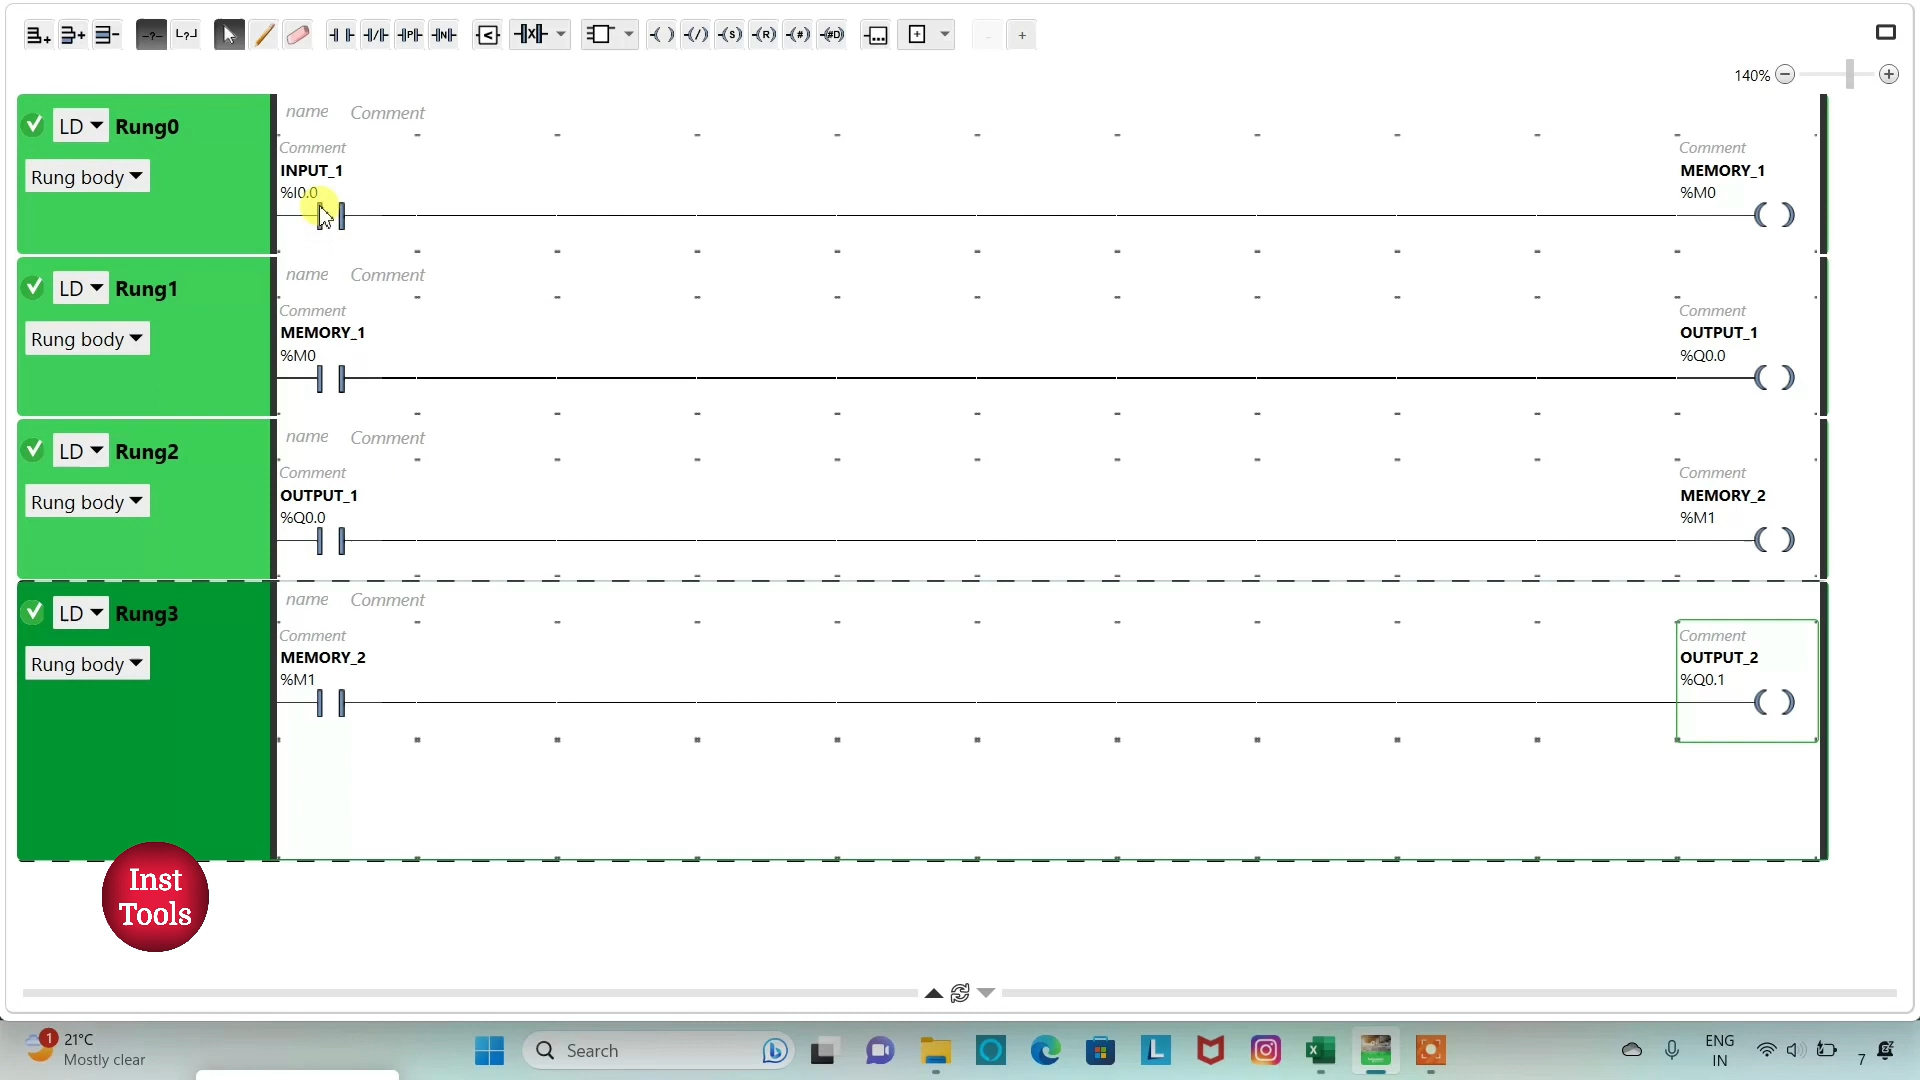 140%
LD Rung0
name Comment
Rung body
Comment
INPUT_1
%I0.0
Comment
MEMORY_1
%M0
LD Rung1
name Comment
Rung body
Comment
MEMORY_1
%M0
Comment
OUTPUT_1
%Q0.0
LD Rung2
name Comment
Rung body
Comment
OUTPUT_1
%Q0.0
Comment
MEMORY_2
%M1
LD Rung3
name Comment
Rung body
Comment
MEMORY_2
%M1
Comment
OUTPUT_2
%Q0.1
Inst
Tools
1
21°C
Mostly clear
Search
ENG
IN
7